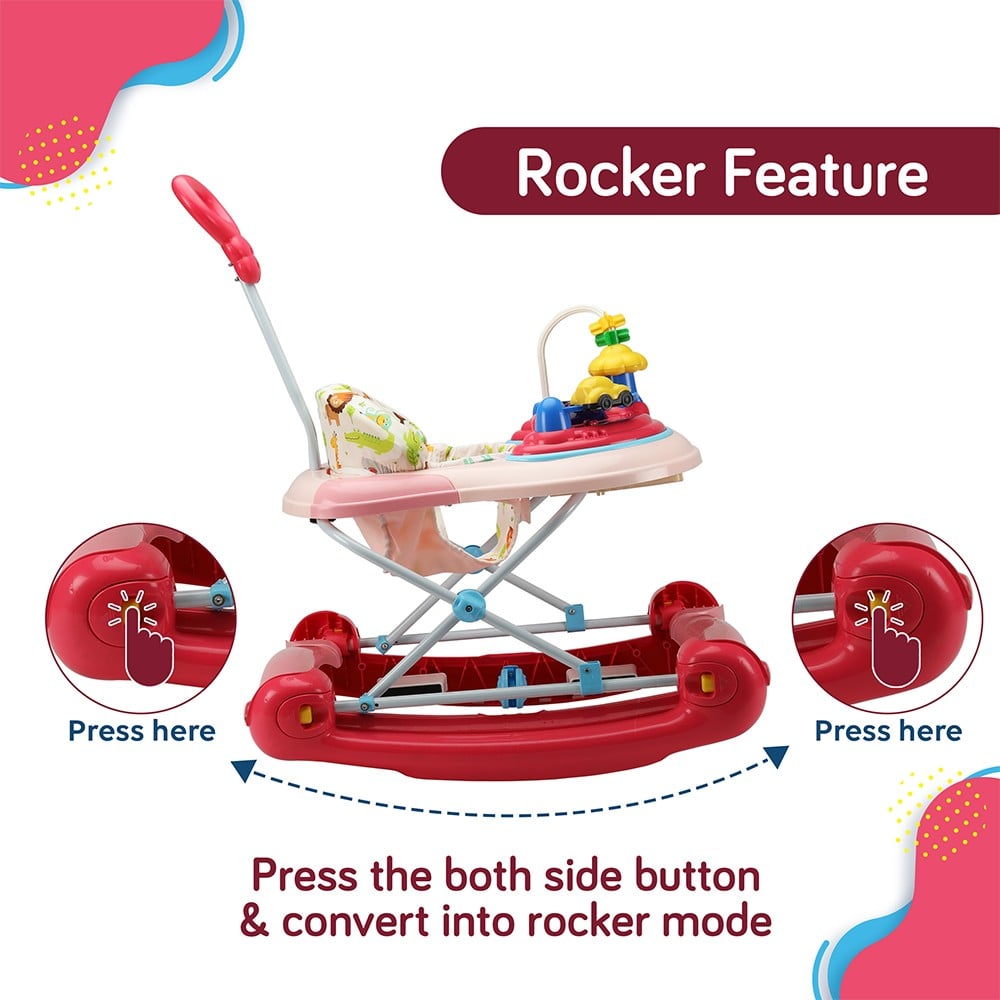 Rocker Feature
Press here
Press here
Press the both side button
& convert into rocker mode